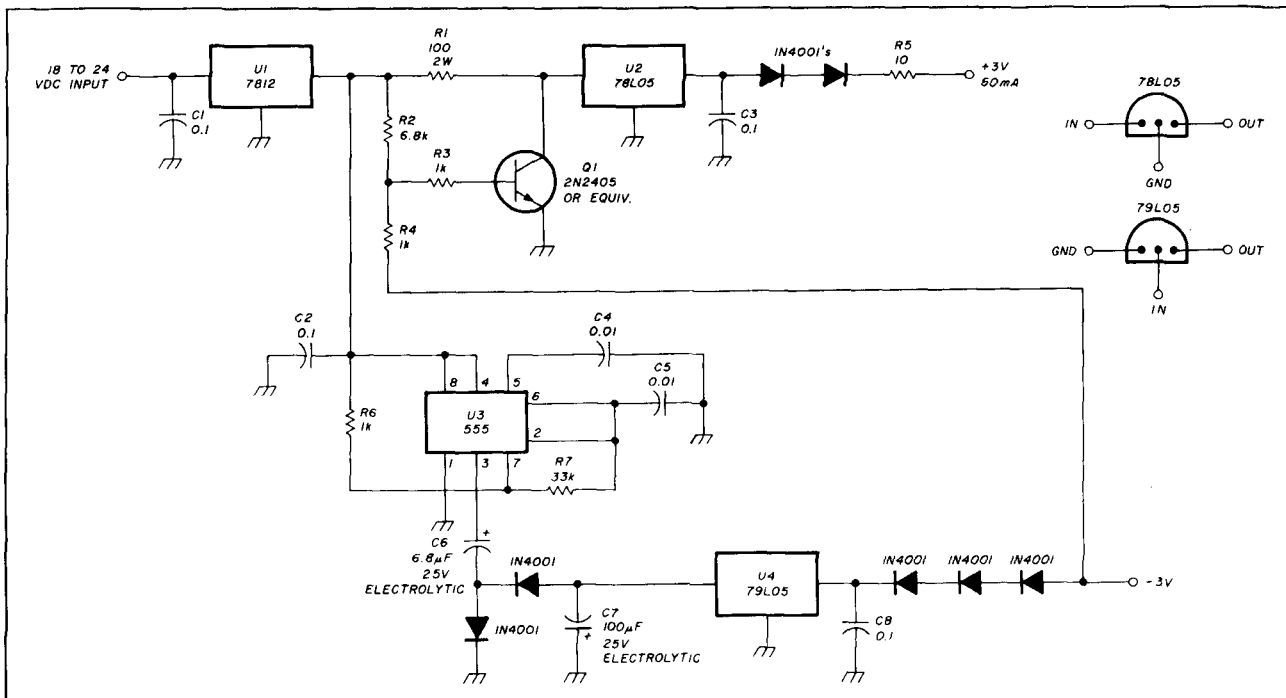 18 TO 24
VDC INPUT
C1
0.1
U1
7812
R1
100
2W
R2
6.8k
R3
1k
R4
1k
Q1
2N2405
OR EQUIV.
U2
78L05
C3
0.1
1N4001's
R5
10
+3V
60mA
78L05
IN
OUT
GND
79L05
GND
OUT
IN
C2
0.1
R6
1k
C4
0.01
C5
0.01
8
4
5
6
U3
555
2
1
3
7
R7
33k
C6
6.8µF
25V
ELECTROLYTIC
+
1N4001
1N4001
C7
100µF
25V
ELECTROLYTIC
+
U4
79L05
C8
0.1
1N4001
1N4001
1N4001
-3V